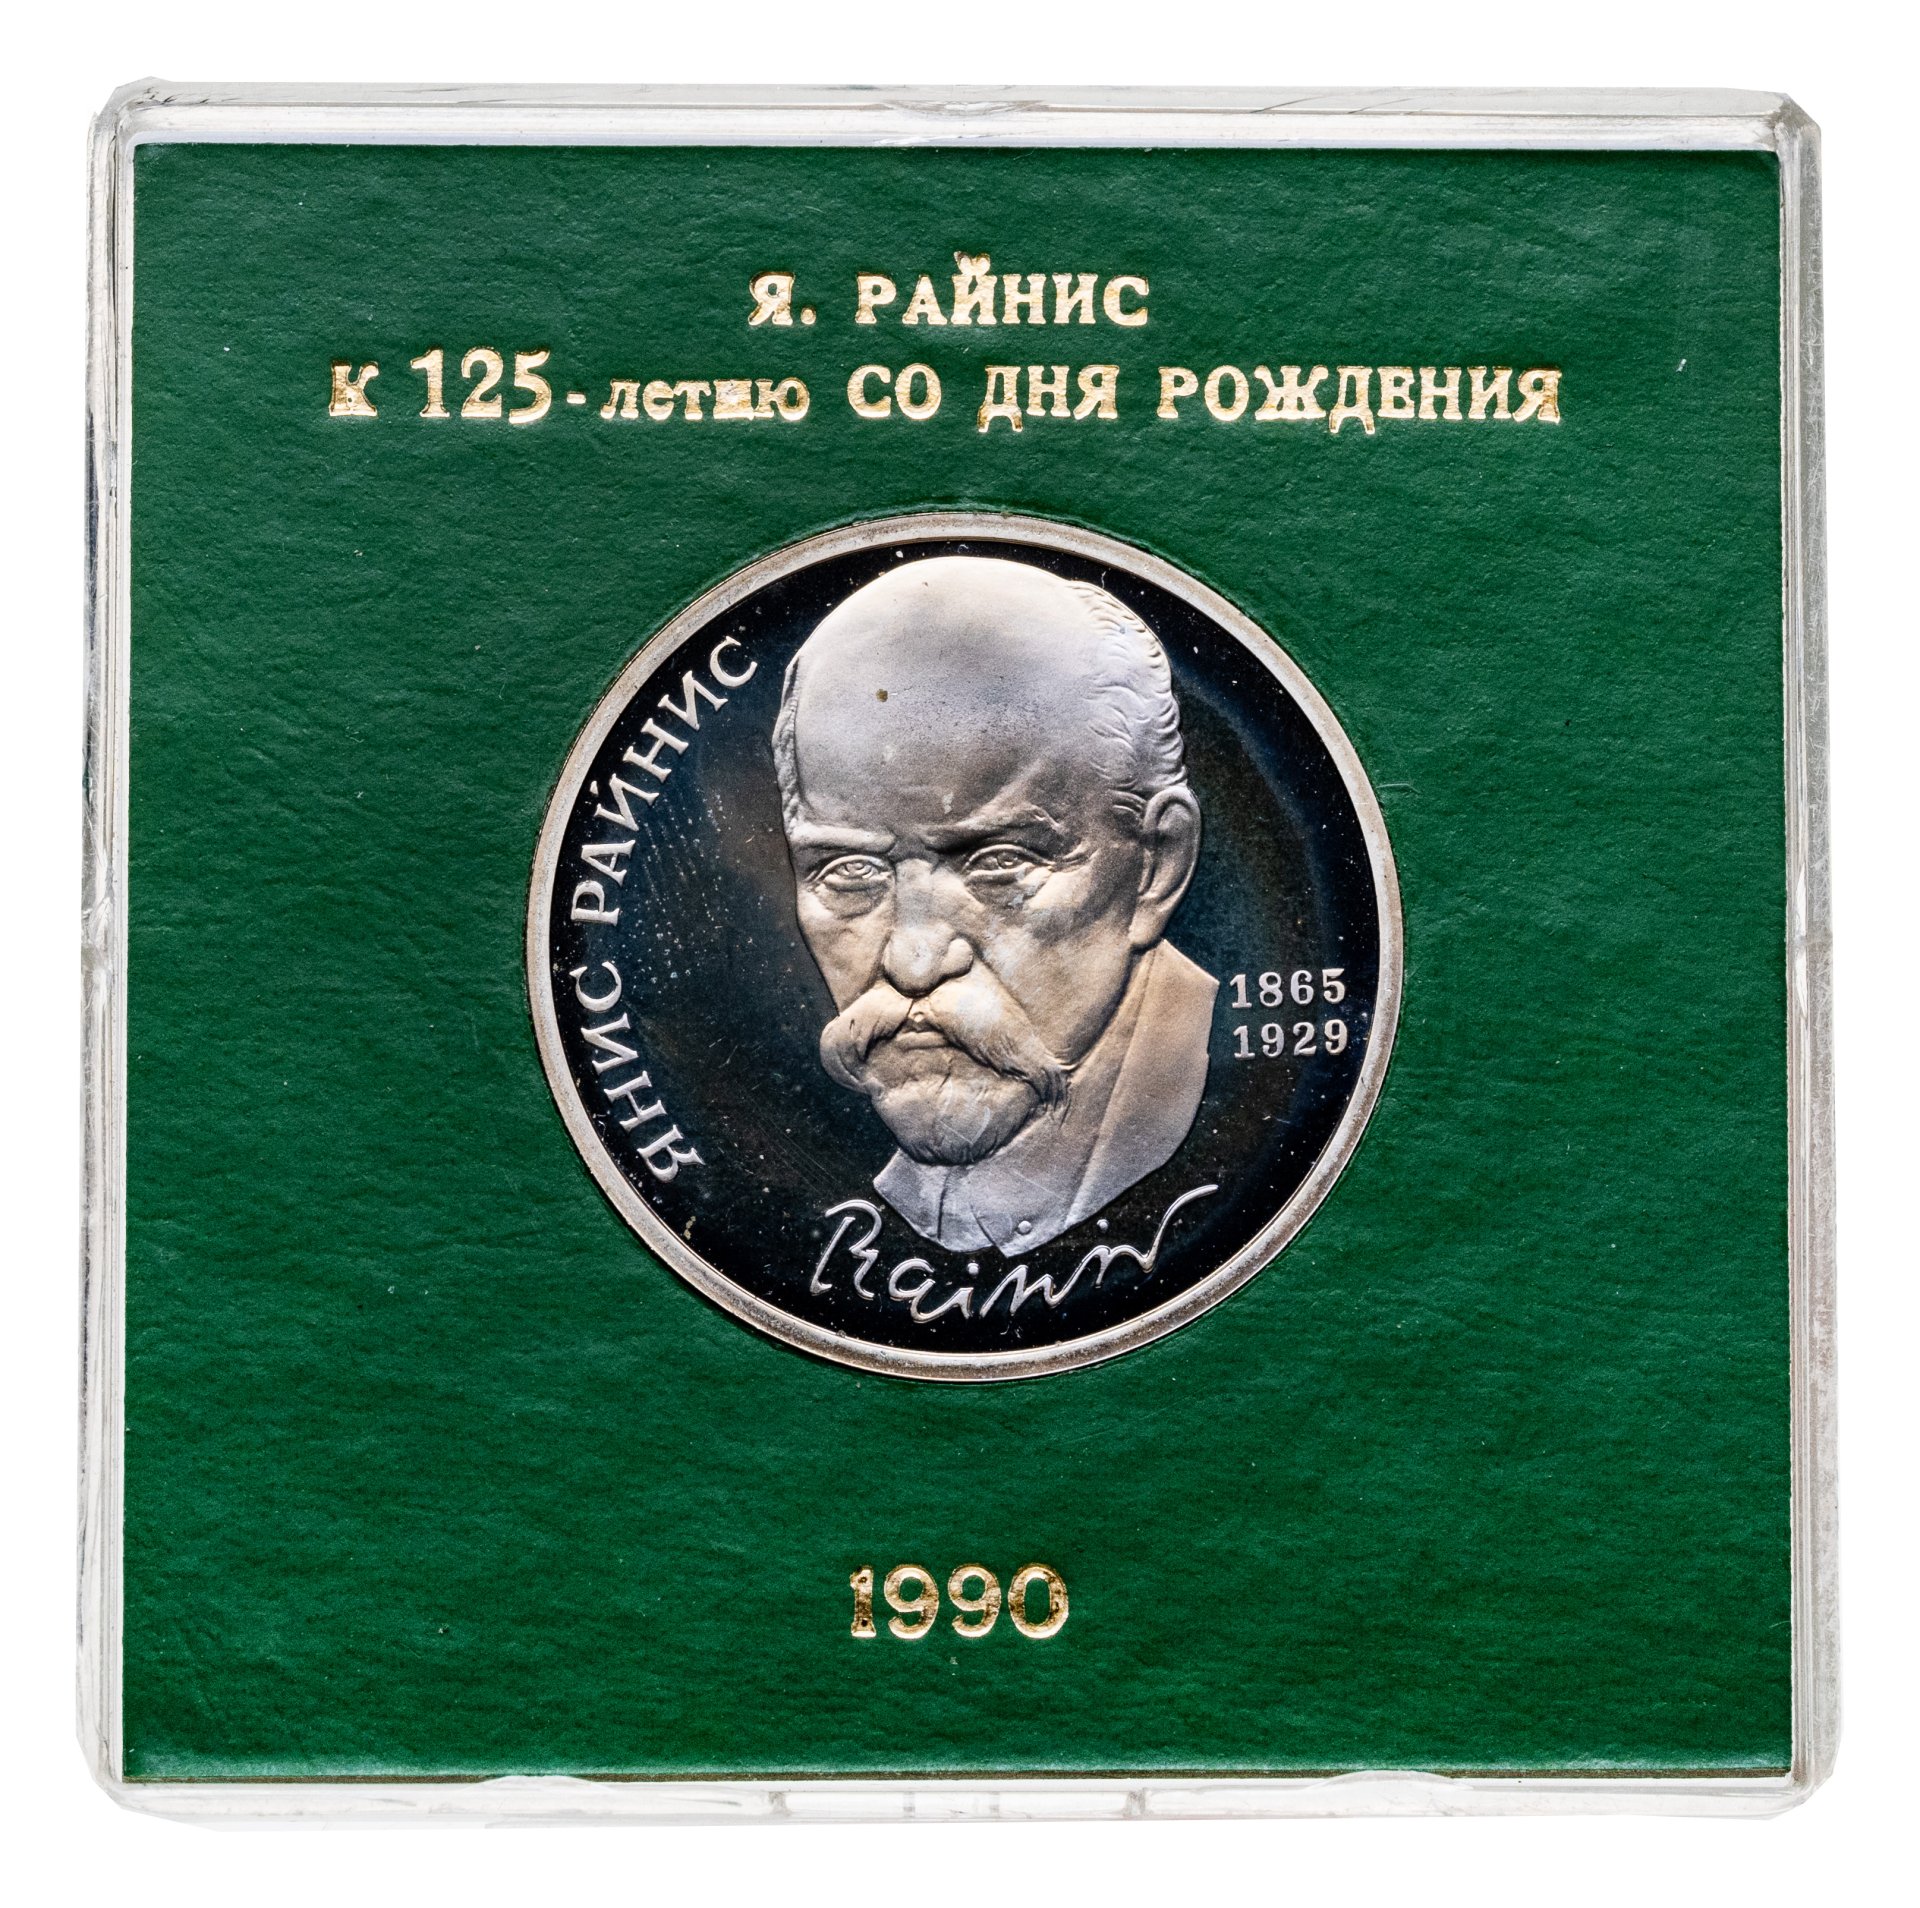 Я. РАЙНИС
К 125-летию СО ДНЯ РОЖДЕНИЯ
ЯНИС РАЙНИС
1865
1929
Rainis
1990